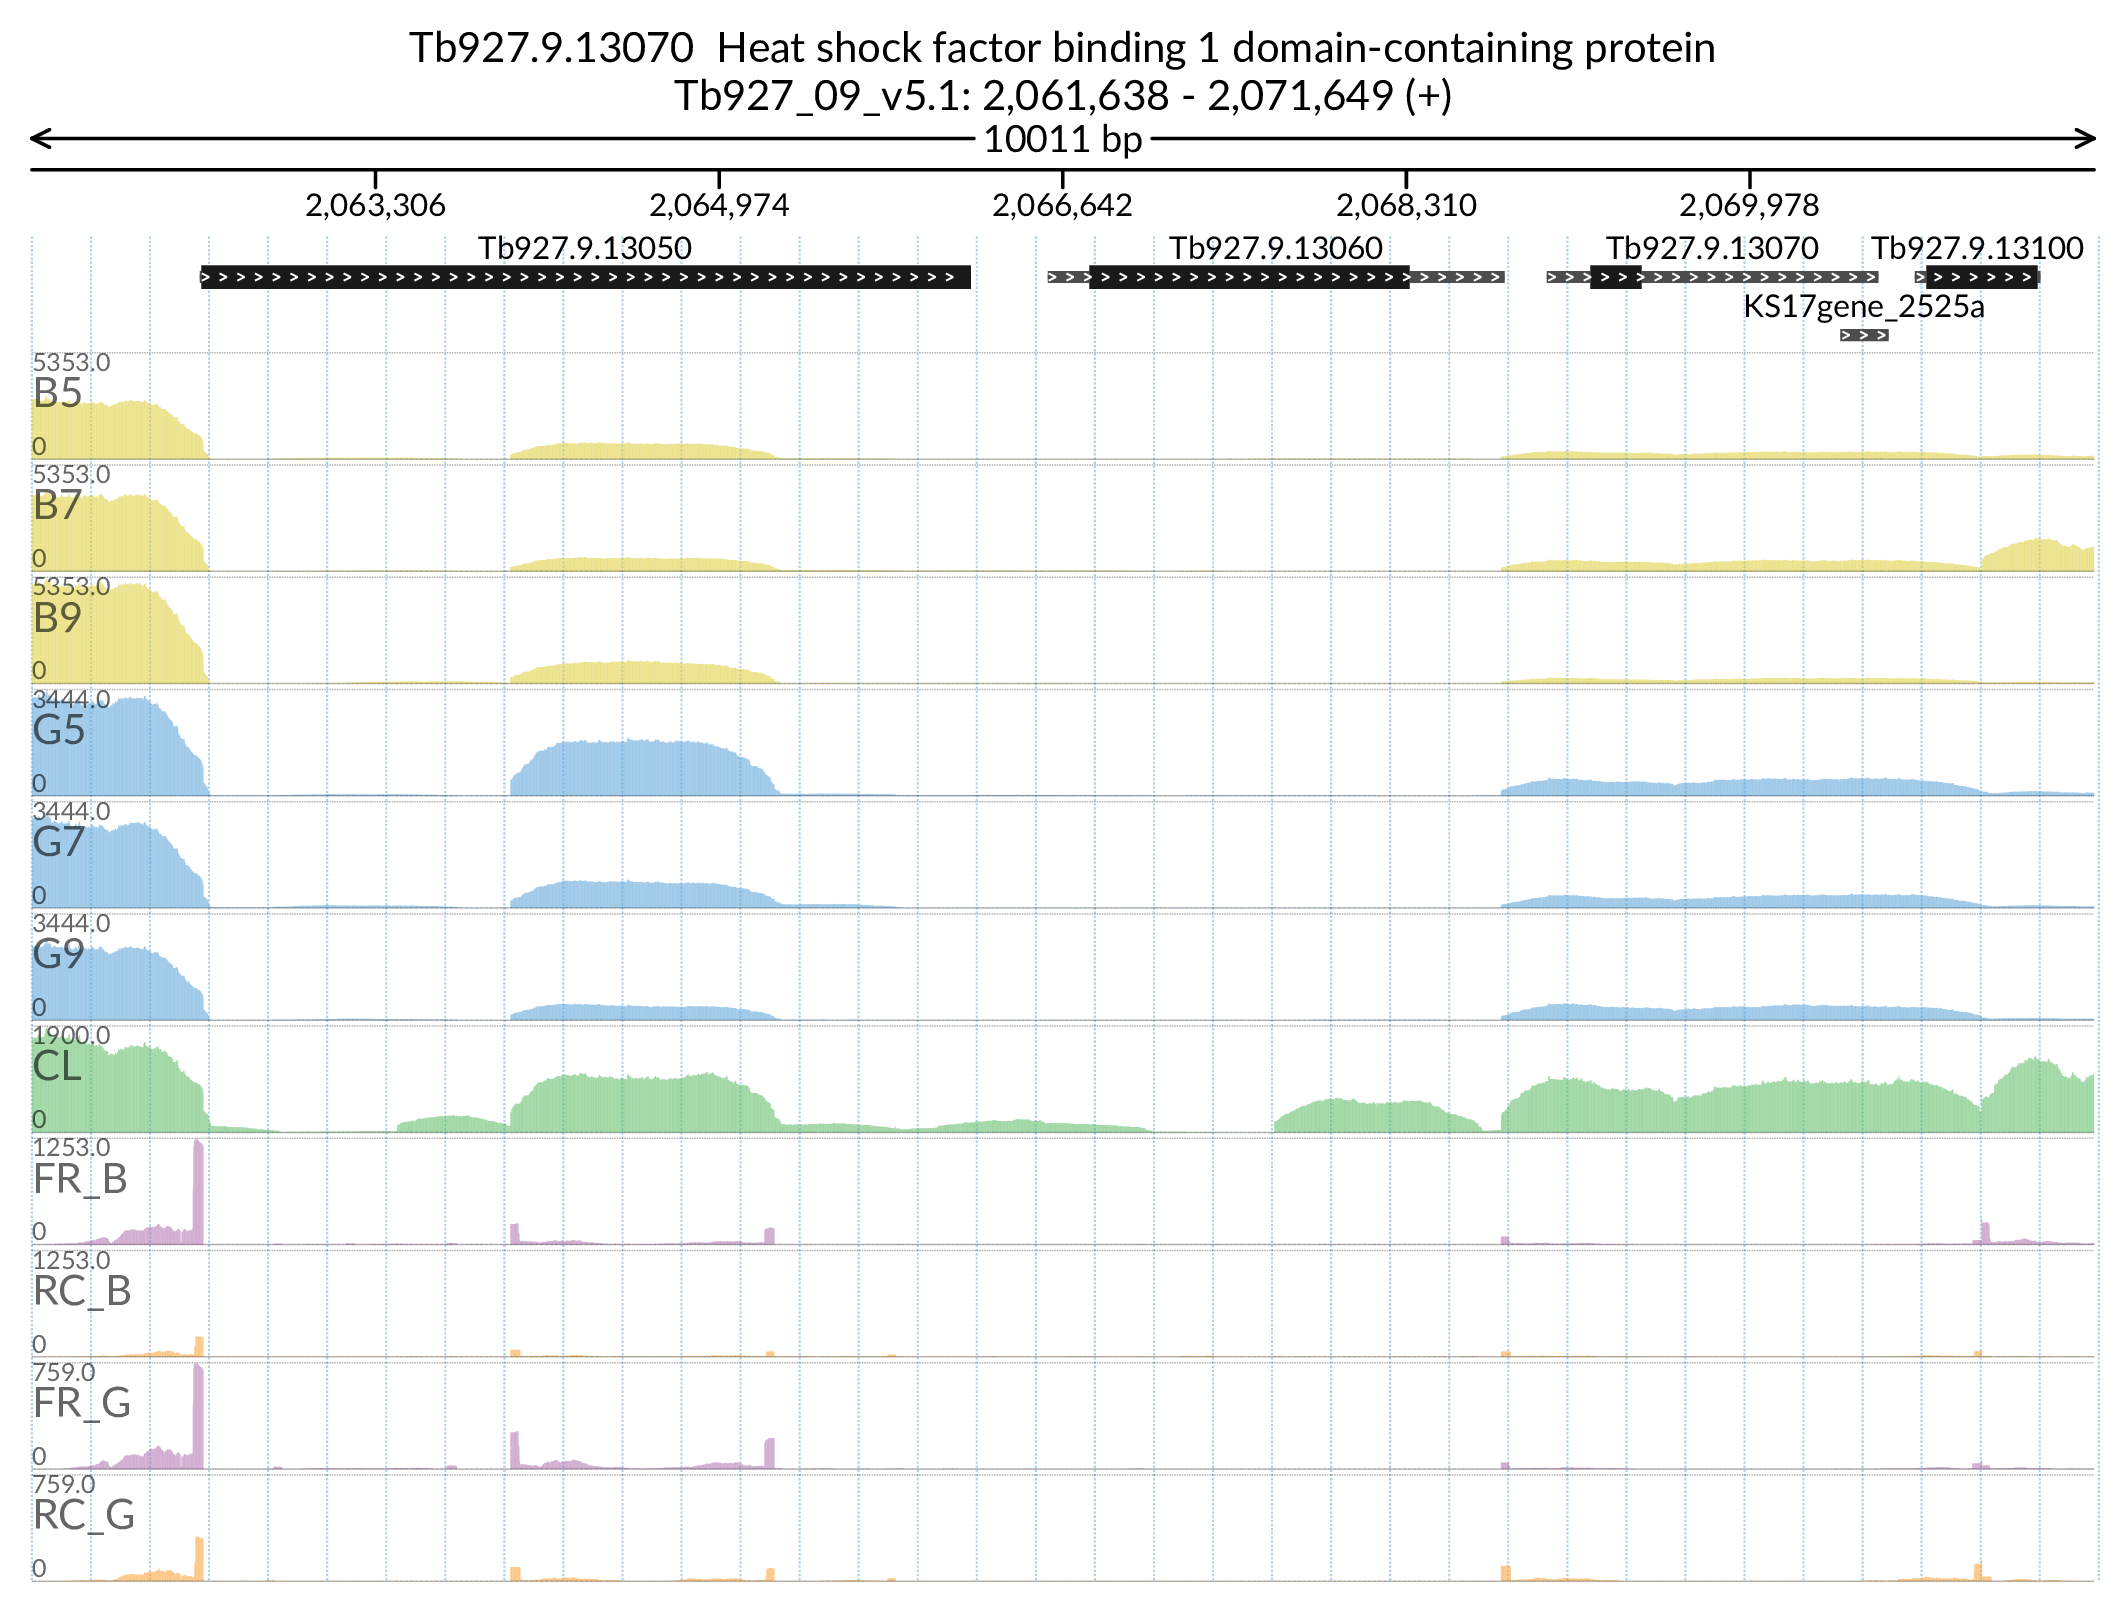 Tb927.9.13070  Heat shock factor binding 1 domain-containing protein
Tb927_09_v5.1: 2,061,638 - 2,071,649 (+)
10011 bp
2,063,306 2,064,974 2,066,642 2,068,310 2,069,978
Tb927.9.13050 Tb927.9.13060 Tb927.9.13070 Tb927.9.13100
KS17gene_2525a
5353.0
B5
0
5353.0
B7
0
5353.0
B9
0
3444.0
G5
0
3444.0
G7
0
3444.0
G9
0
1900.0
CL
0
1253.0
FR_B
0
1253.0
RC_B
0
759.0
FR_G
0
759.0
RC_G
0